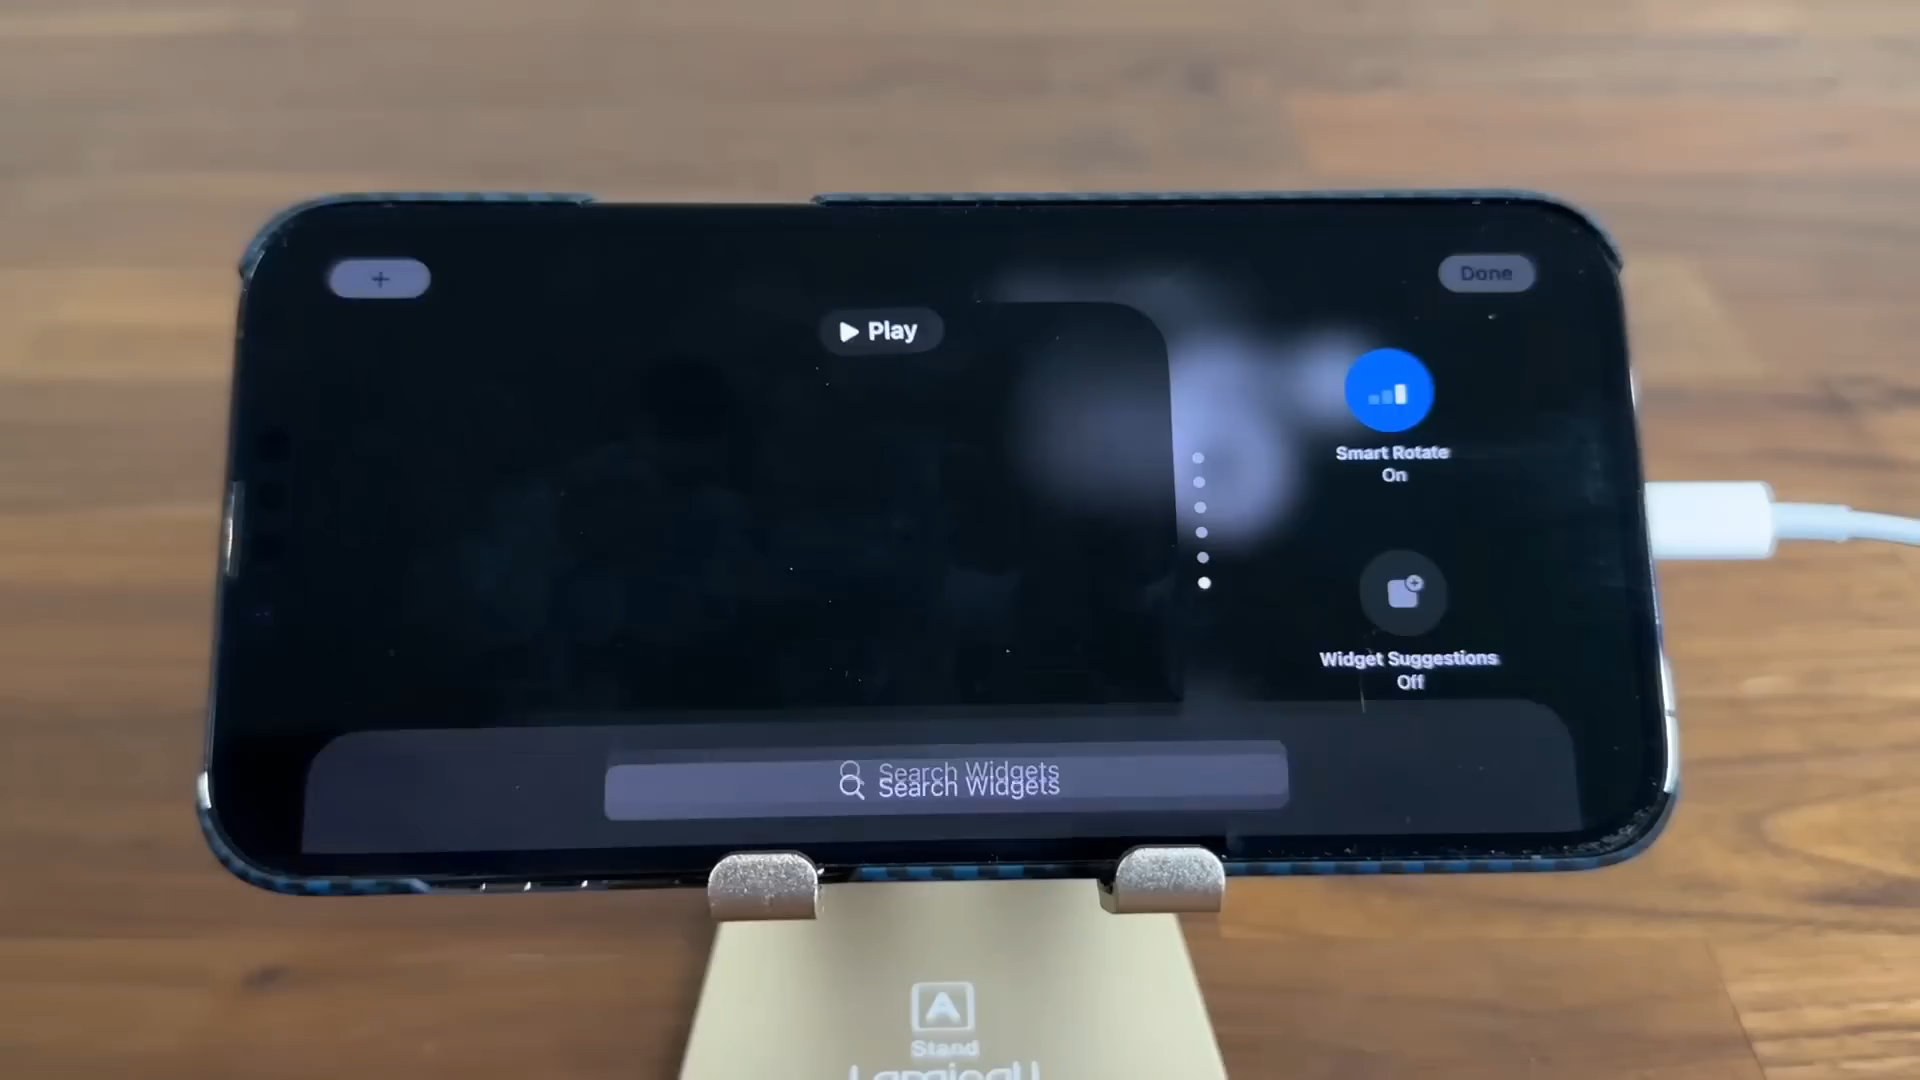 +
Done
Play
Smart Rotate
On
Widget Suggestions
Off
Search Widgets
Search Widgets
A
Stand